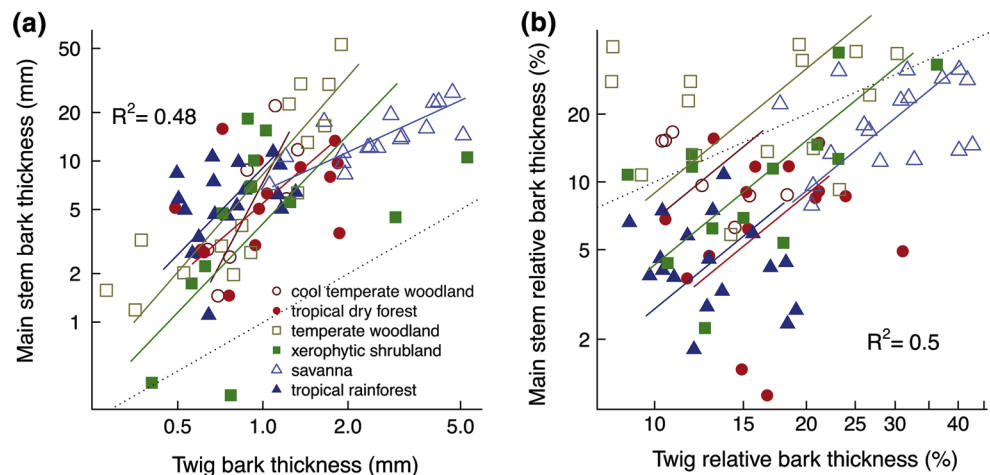 (a)
Main stem bark thickness (mm)
50
20
10
5
2
1
R²= 0.48
cool temperate woodland
tropical dry forest
temperate woodland
xerophytic shrubland
savanna
tropical rainforest
0.5 1.0 2.0 5.0
Twig bark thickness (mm)
(b)
Main stem relative bark thickness (%)
20
10
5
2
R²= 0.5
10 15 20 25 30 40
Twig relative bark thickness (%)